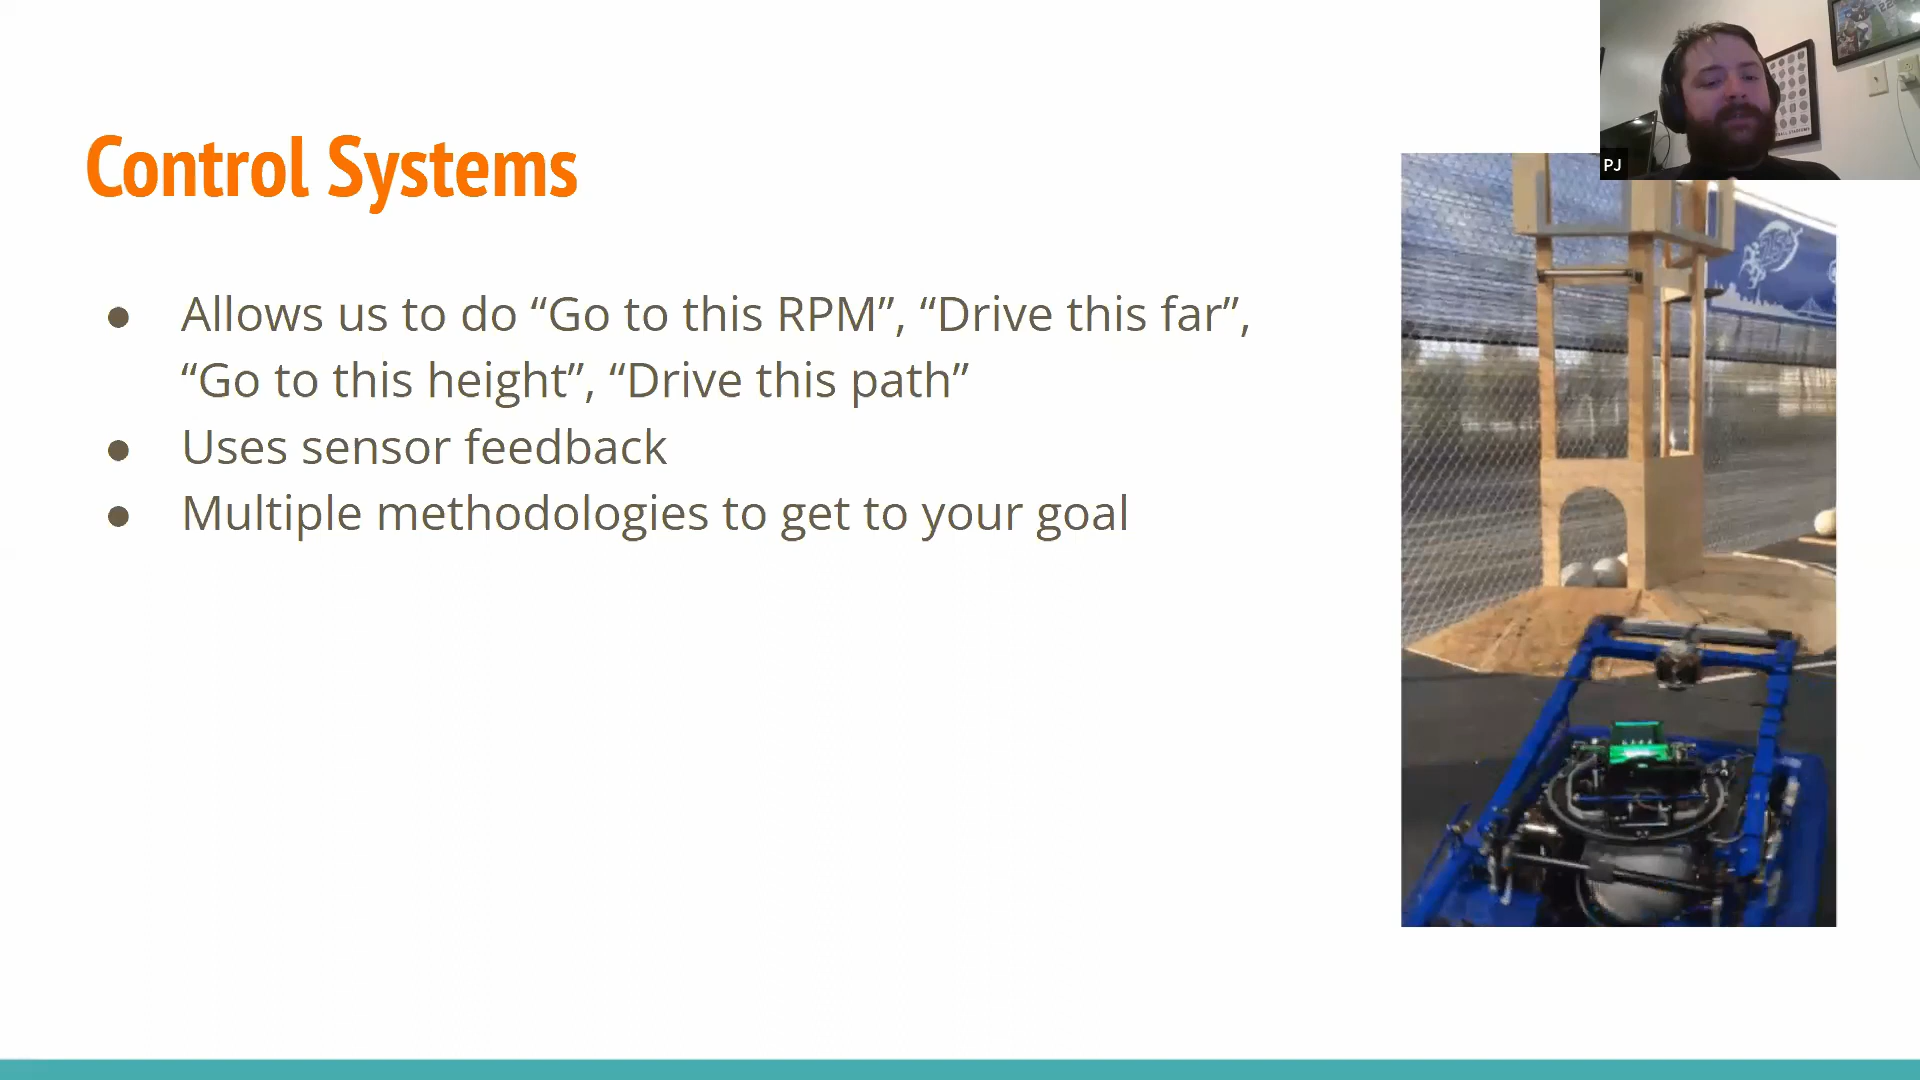 Control Systems
● Allows us to do “Go to this RPM”, “Drive this far”,
“Go to this height”, “Drive this path”
● Uses sensor feedback
● Multiple methodologies to get to your goal
PJ